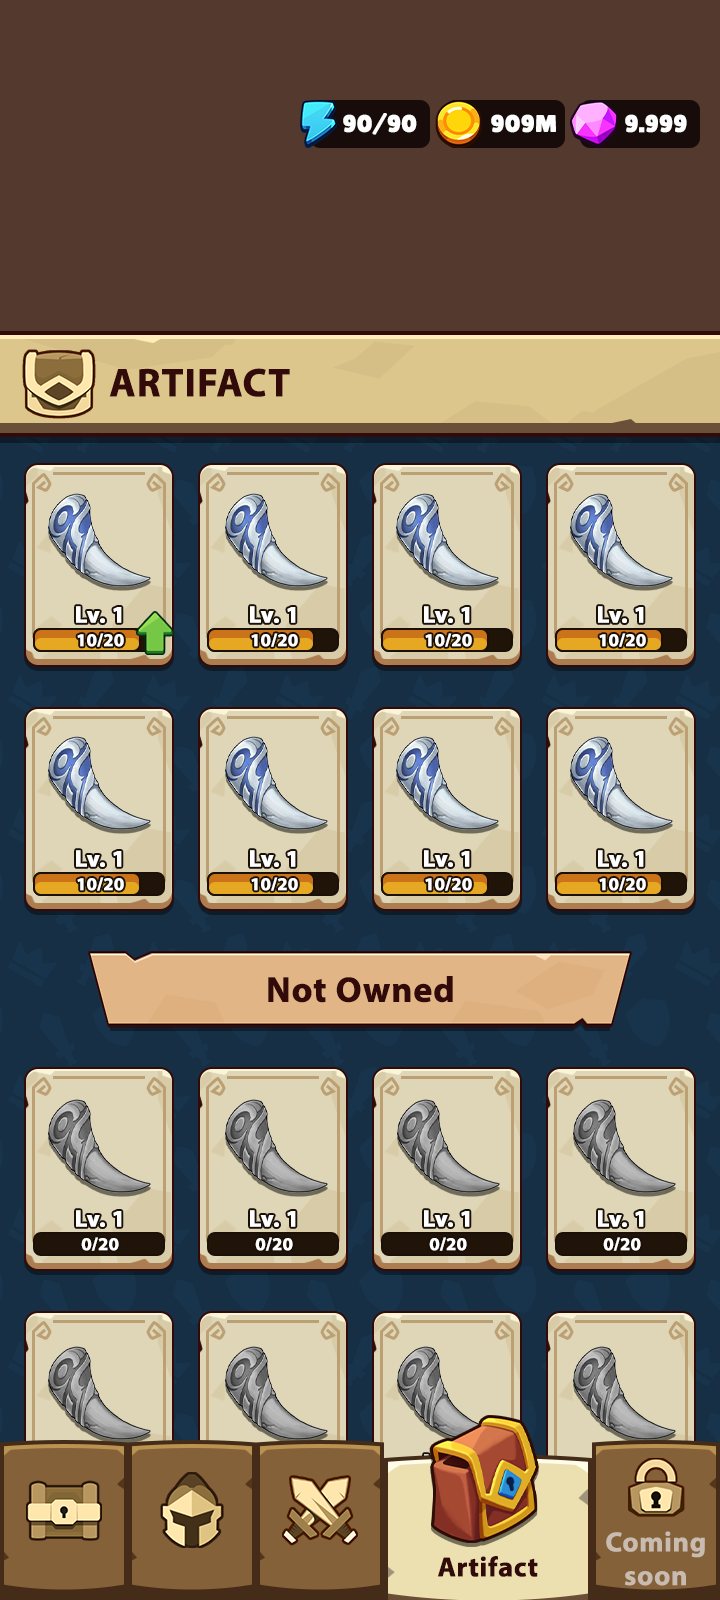 90/90 909M 9.999
ARTIFACT
Lv. 1 Lv. 1 Lv. 1 Lv. 1
10/20 10/20 10/20 10/20
Lv. 1 Lv. 1 Lv. 1 Lv. 1
10/20 10/20 10/20 10/20
Not Owned
Lv. 1 Lv. 1 Lv. 1 Lv. 1
0/20 0/20 0/20 0/20
Artifact
Coming
soon